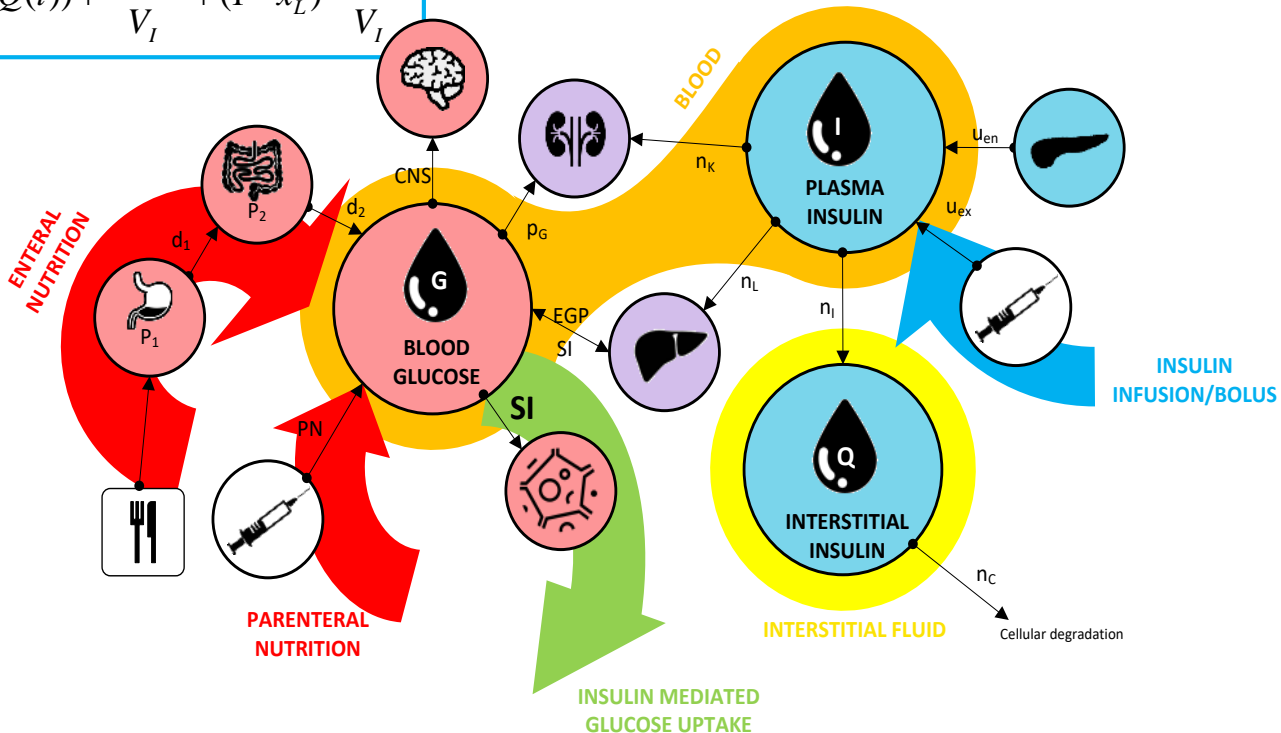 Q(t)) + / V_I + (1 - x_L) / V_I
BLOOD
I
PLASMA
INSULIN
u_en
n_K
u_ex
CNS
P_2
d_2
p_G
ENTERAL
NUTRITION
d_1
P_1
G
BLOOD
GLUCOSE
EGP
SI
n_L
n_I
INSULIN
INFUSION/BOLUS
SI
PN
Q
INTERSTITIAL
INSULIN
n_C
Cellular degradation
PARENTERAL
NUTRITION
INTERSTITIAL FLUID
INSULIN MEDIATED
GLUCOSE UPTAKE